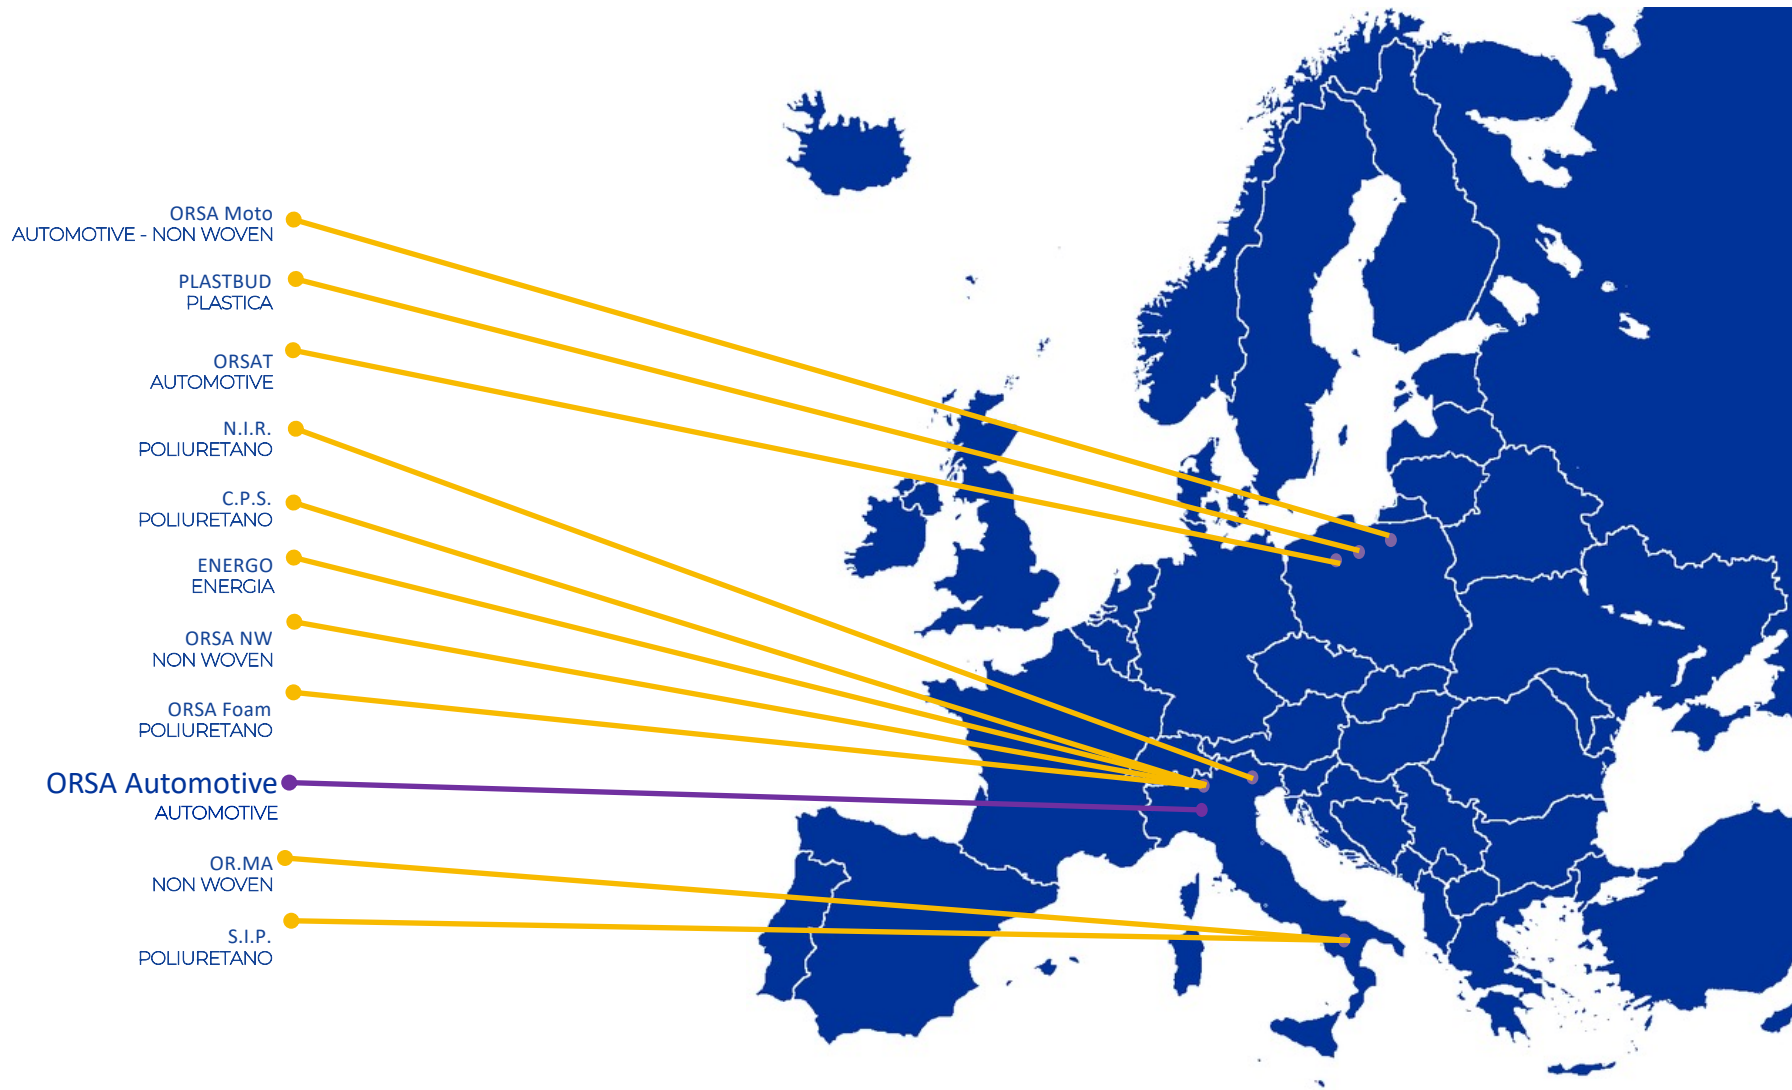 ORSA Moto
AUTOMOTIVE - NON WOVEN
PLASTBUD
PLASTICA
ORSAT
AUTOMOTIVE
N.I.R.
POLIURETANO
C.P.S.
POLIURETANO
ENERGO
ENERGIA
ORSA NW
NON WOVEN
ORSA Foam
POLIURETANO
ORSA Automotive
AUTOMOTIVE
OR.MA
NON WOVEN
S.I.P.
POLIURETANO